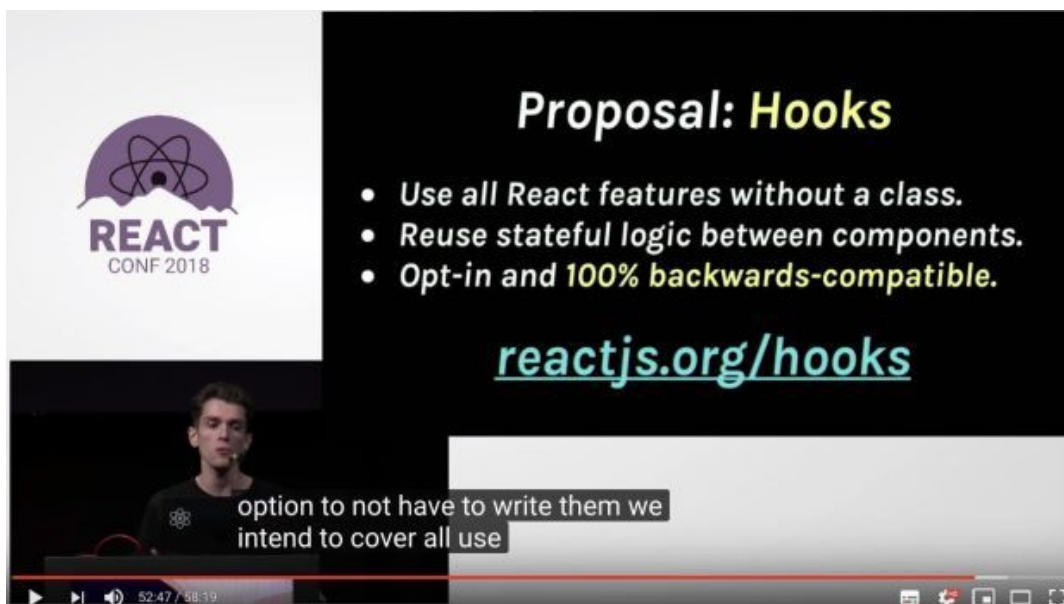 REACT
CONF 2018
Proposal: Hooks
• Use all React features without a class.
• Reuse stateful logic between components.
• Opt-in and 100% backwards-compatible.
reactjs.org/hooks
option to not have to write them we
intend to cover all use
52:47 / 58:19